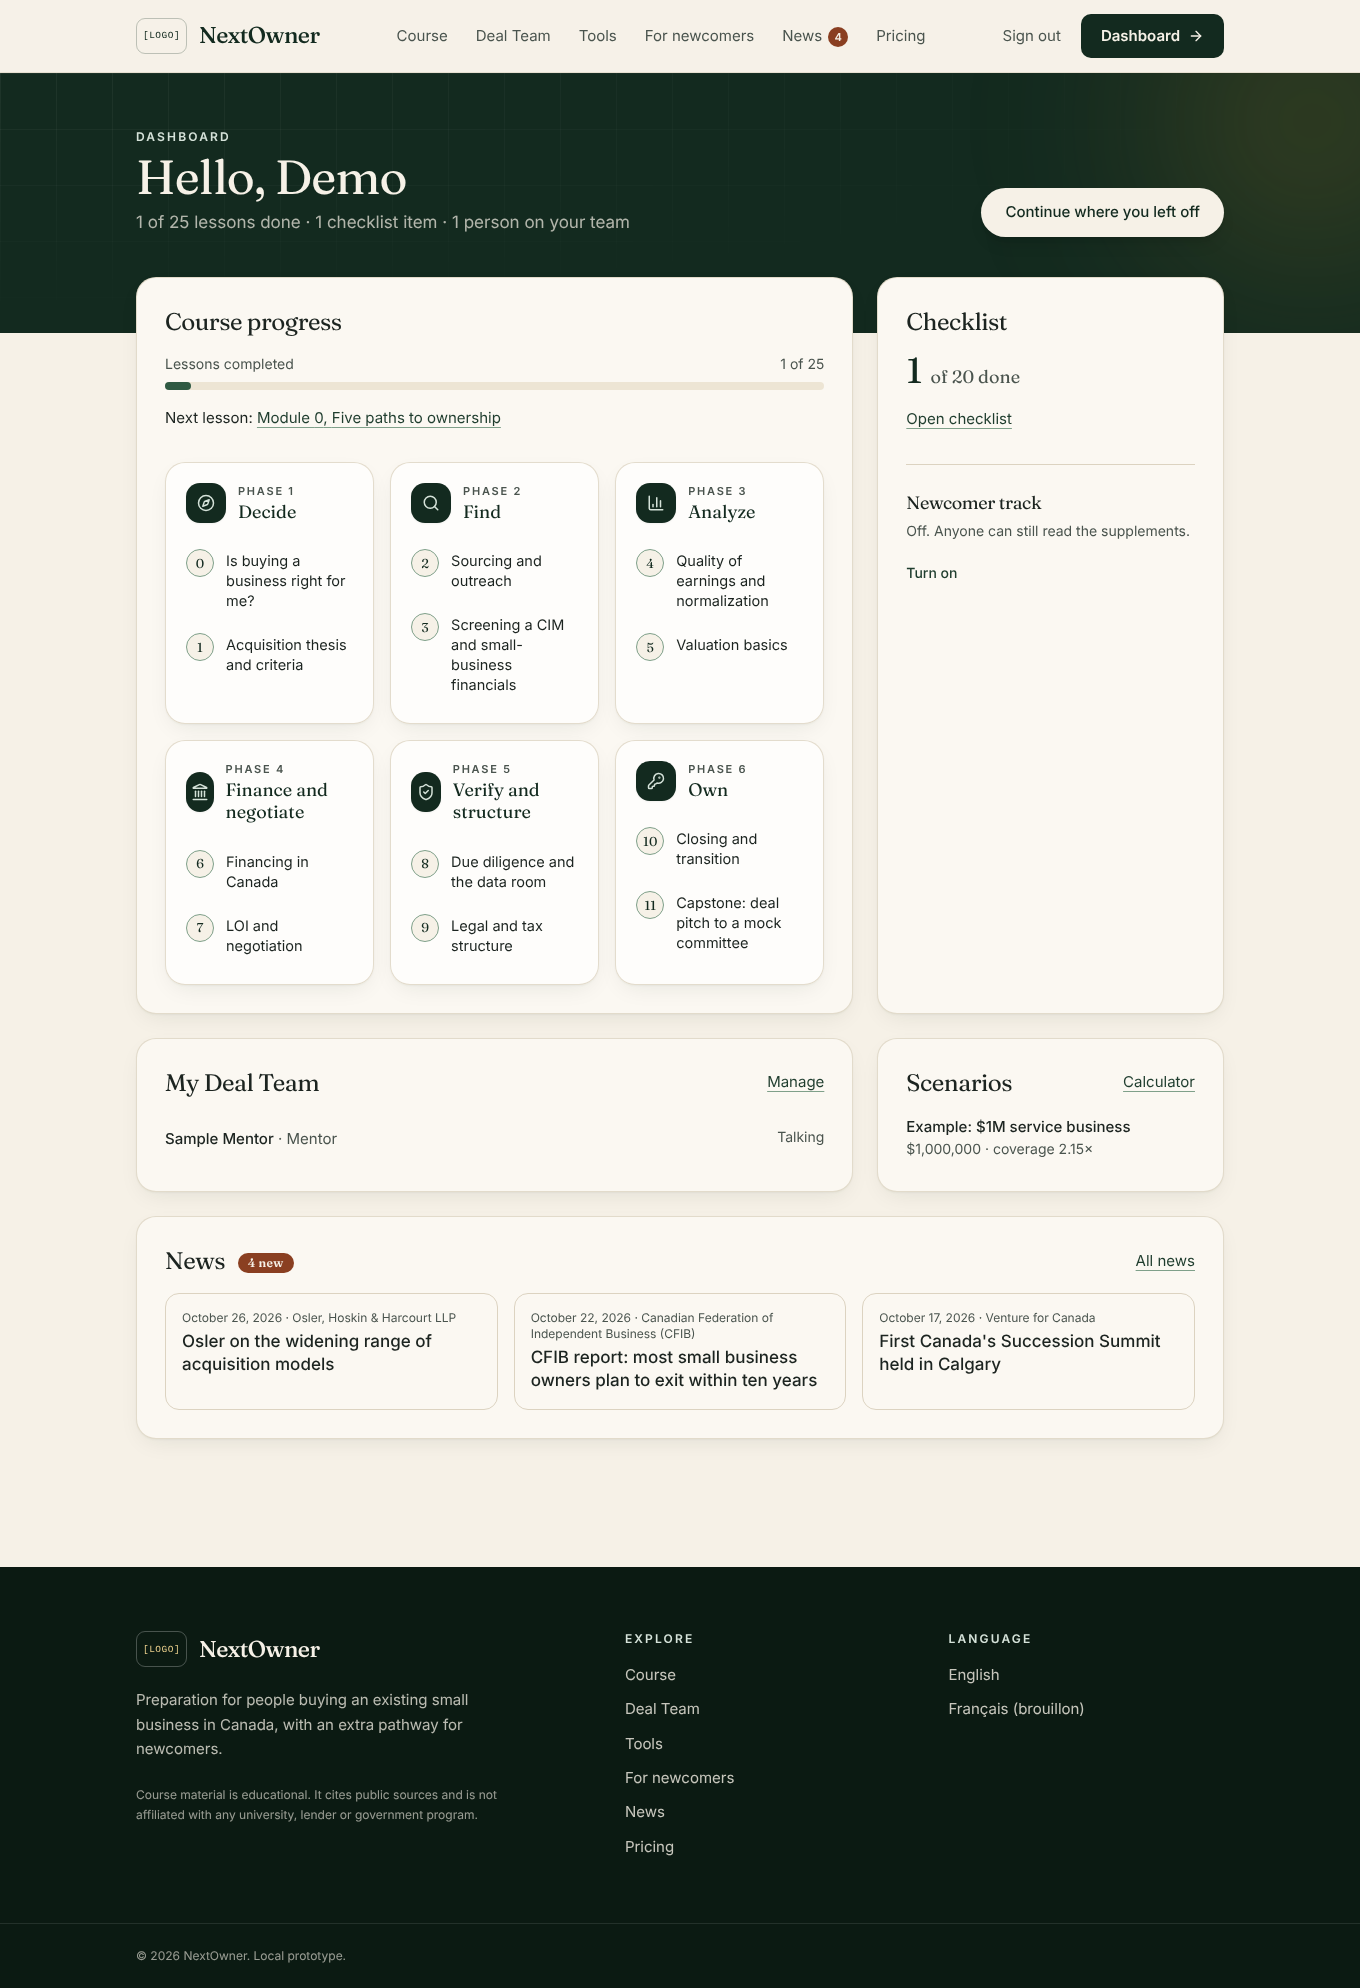 [LOGO] NextOwner
Course
Deal Team
Tools
For newcomers
News 4
Pricing
Sign out
Dashboard →
DASHBOARD
Hello, Demo
1 of 25 lessons done · 1 checklist item · 1 person on your team
Continue where you left off
Course progress
Lessons completed
1 of 25
Next lesson: Module 0, Five paths to ownership
PHASE 1
Decide
0
Is buying a
business right for
me?
1
Acquisition thesis
and criteria
PHASE 2
Find
2
Sourcing and
outreach
3
Screening a CIM
and small-
business
financials
PHASE 3
Analyze
4
Quality of
earnings and
normalization
5
Valuation basics
PHASE 4
Finance and
negotiate
6
Financing in
Canada
7
LOI and
negotiation
PHASE 5
Verify and
structure
8
Due diligence and
the data room
9
Legal and tax
structure
PHASE 6
Own
10
Closing and
transition
11
Capstone: deal
pitch to a mock
committee
Checklist
1 of 20 done
Open checklist
Newcomer track
Off. Anyone can still read the supplements.
Turn on
My Deal Team
Manage
Sample Mentor · Mentor
Talking
Scenarios
Calculator
Example: $1M service business
$1,000,000 · coverage 2.15×
News 4 new
All news
October 26, 2026 · Osler, Hoskin & Harcourt LLP
Osler on the widening range of
acquisition models
October 22, 2026 · Canadian Federation of
Independent Business (CFIB)
CFIB report: most small business
owners plan to exit within ten years
October 17, 2026 · Venture for Canada
First Canada's Succession Summit
held in Calgary
[LOGO] NextOwner
Preparation for people buying an existing small
business in Canada, with an extra pathway for
newcomers.
Course material is educational. It cites public sources and is not
affiliated with any university, lender or government program.
EXPLORE
Course
Deal Team
Tools
For newcomers
News
Pricing
LANGUAGE
English
Français (brouillon)
© 2026 NextOwner. Local prototype.